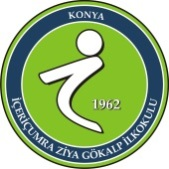 KONYA
1962
İÇERİÇUMRA ZİYA GÖKALP İLKOKULU